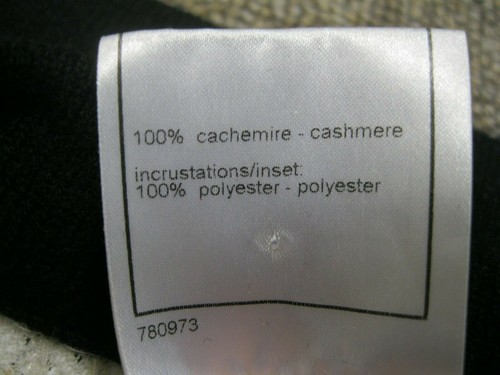 100% cachemire - cashmere
incrustations/inset:
100% polyester - polyester
780973